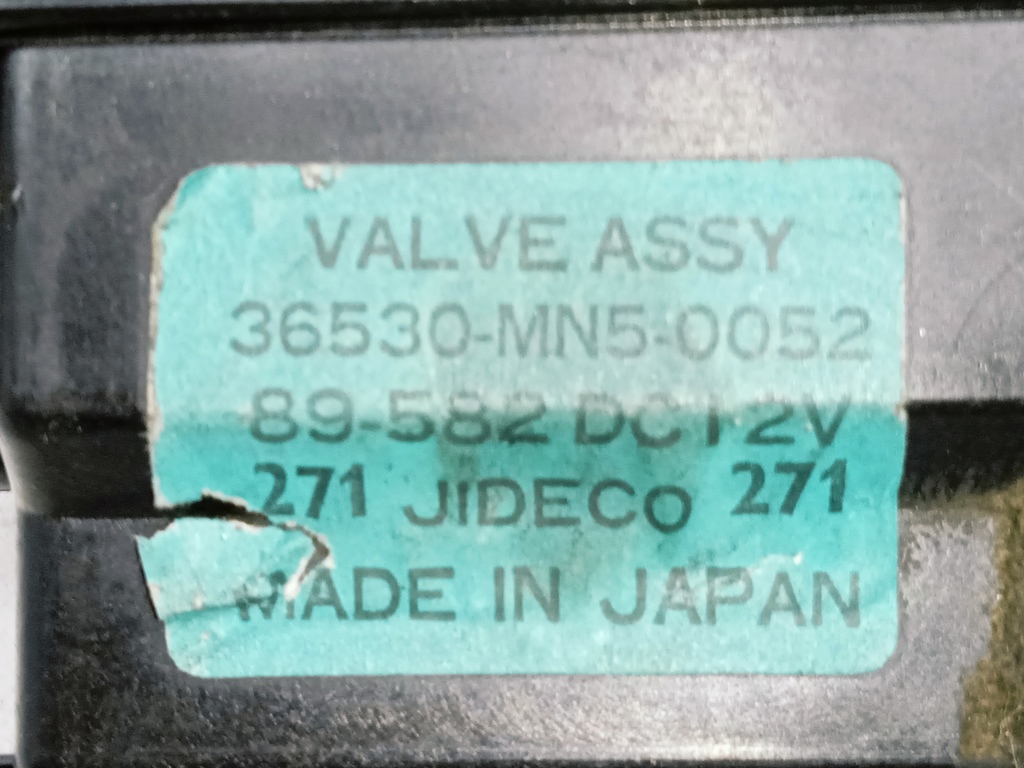 VALVE ASSY
36530-MN5-0052
89-582 DC12V
271 JIDECO 271
MADE IN JAPAN